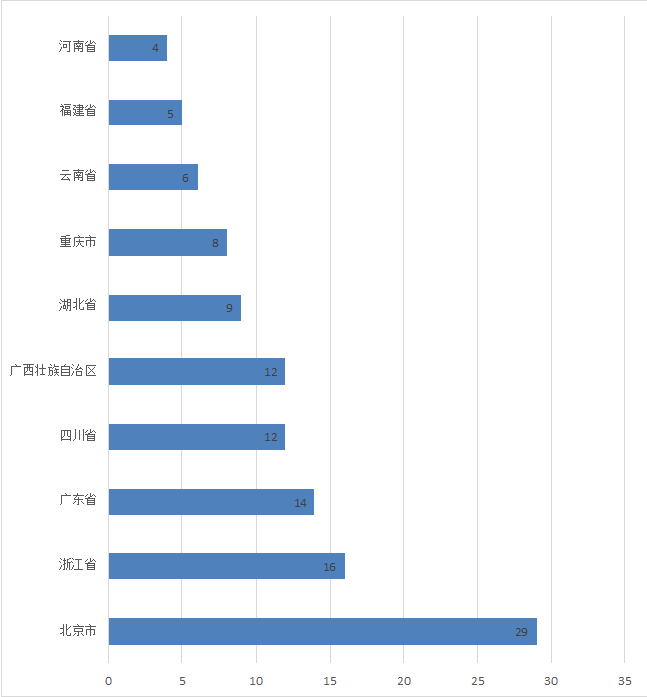 河南省 4
福建省 5
云南省 6
重庆市 8
湖北省 9
广西壮族自治区 12
四川省 12
广东省 14
浙江省 16
北京市 29
0 5 10 15 20 25 30 35